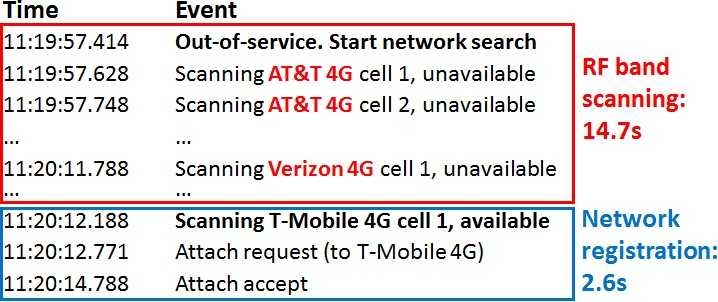 Time Event
11:19:57.414 Out-of-service. Start network search
11:19:57.628 Scanning AT&T 4G cell 1, unavailable
11:19:57.748 Scanning AT&T 4G cell 2, unavailable
... ...
11:20:11.788 Scanning Verizon 4G cell 1, unavailable
... ...
RF band
scanning:
14.7s
11:20:12.188 Scanning T-Mobile 4G cell 1, available
11:20:12.771 Attach request (to T-Mobile 4G)
11:20:14.788 Attach accept
Network
registration:
2.6s